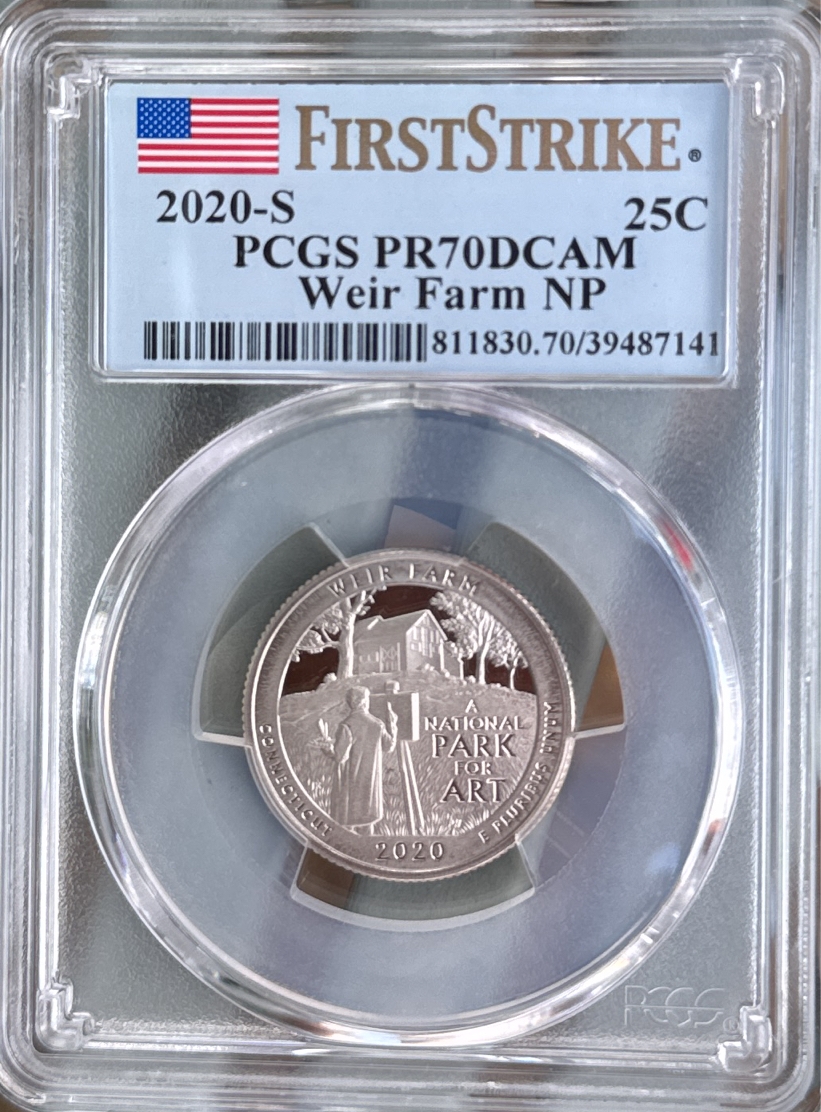 FIRSTSTRIKE®
2020-S 25C
PCGS PR70DCAM
Weir Farm NP
811830.70/39487141
WEIR FARM
A
NATIONAL
PARK
FOR
ART
CONNECTICUT
E PLURIBUS UNUM
2020
PCGS®